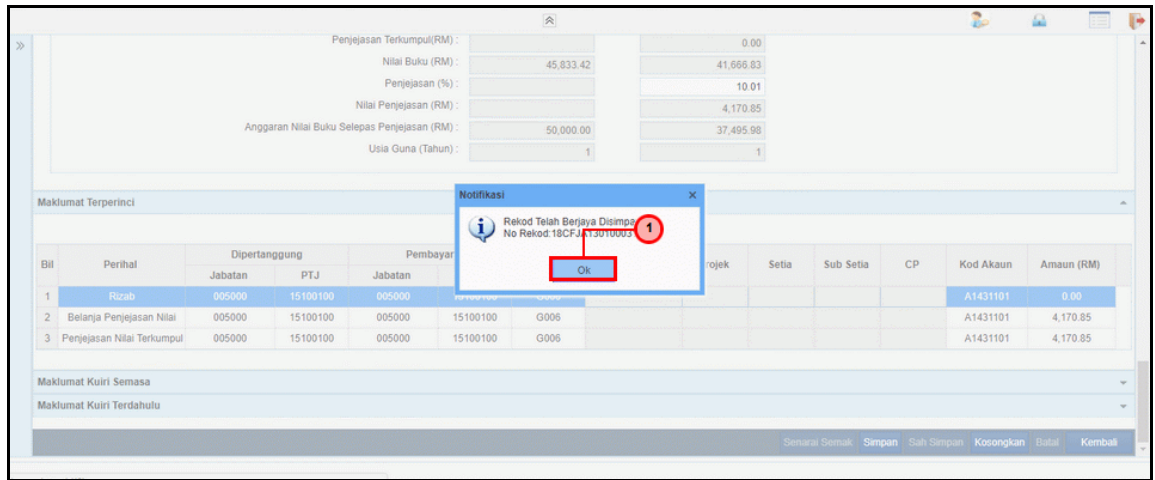 Penjejasan Terkumpul(RM) : 0.00
Nilai Buku (RM) : 45,833.42 41,666.83
Penjejasan (%) : 10.01
Nilai Penjejasan (RM) : 4,170.85
Anggaran Nilai Buku Selepas Penjejasan (RM) : 50,000.00 37,495.98
Usia Guna (Tahun) : 1 1
Maklumat Terperinci
Notifikasi x
Rekod Telah Berjaya Disimpa
No Rekod:18CFJA13010003
1
Ok
Bil Perihal Dipertanggung Pembayar
Jabatan PTJ Jabatan rojek Setia Sub Setia CP Kod Akaun Amaun (RM)
1 Rizab 005000 15100100 005000 15100100 G006 A1431101 0.00
2 Belanja Penjejasan Nilai 005000 15100100 005000 15100100 G006 A1431101 4,170.85
3 Penjejasan Nilai Terkumpul 005000 15100100 005000 15100100 G006 A1431101 4,170.85
Maklumat Kuiri Semasa
Maklumat Kuiri Terdahulu
Senarai Semak Simpan Sah Simpan Kosongkan Batal Kembali